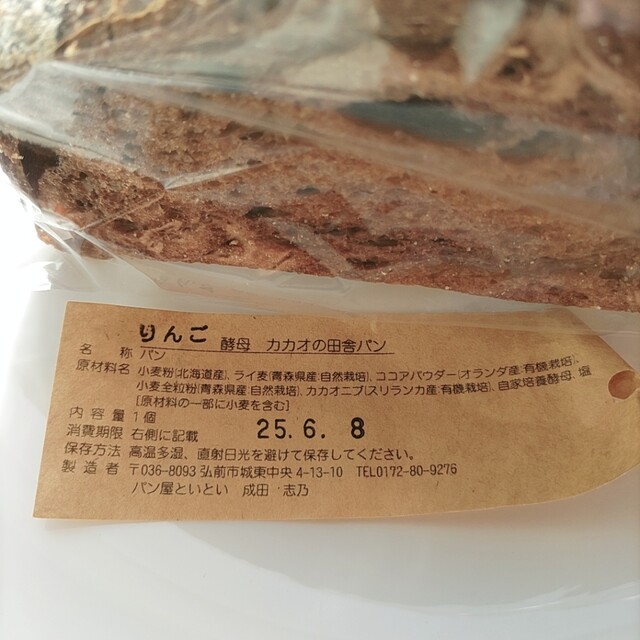 りんご 酵母 カカオの田舎パン
名 称 パン
原材料名 小麦粉(北海道産)、ライ麦(青森県産:自然栽培)、ココアパウダー(オランダ産:有機栽培)、
小麦全粒粉(青森県産:自然栽培)、カカオニブ(スリランカ産:有機栽培)、自家培養酵母、塩
[原材料の一部に小麦を含む]
内 容 量 1個
消費期限 右側に記載 25.6.8
保存方法 高温多湿、直射日光を避けて保存してください。
製 造 者 〒036-8093 弘前市城東中央4-13-10 TEL0172-80-9276
パン屋といとい 成田 志乃